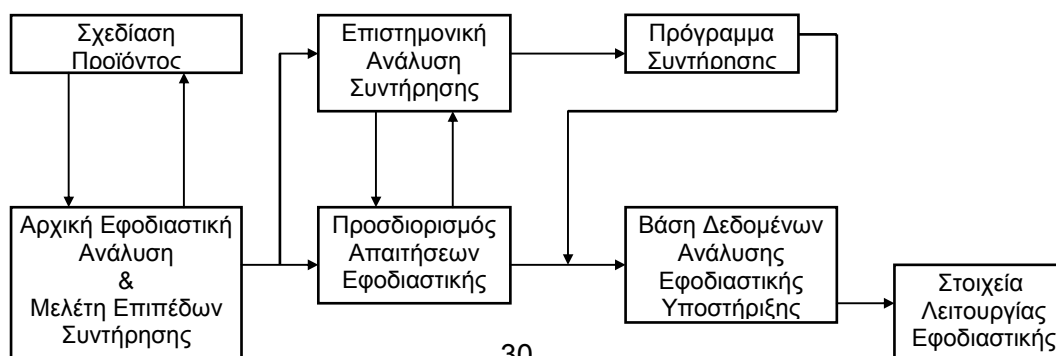 Σχεδίαση
Προϊόντος
Επιστημονική
Ανάλυση
Συντήρησης
Πρόγραμμα
Συντήρησης
Αρχική Εφοδιαστική
Ανάλυση
&
Μελέτη Επιπέδων
Συντήρησης
Προσδιορισμός
Απαιτήσεων
Εφοδιαστικής
Βάση Δεδομένων
Ανάλυσης
Εφοδιαστικής
Υποστήριξης
Στοιχεία
Λειτουργίας
Εφοδιαστικής
30